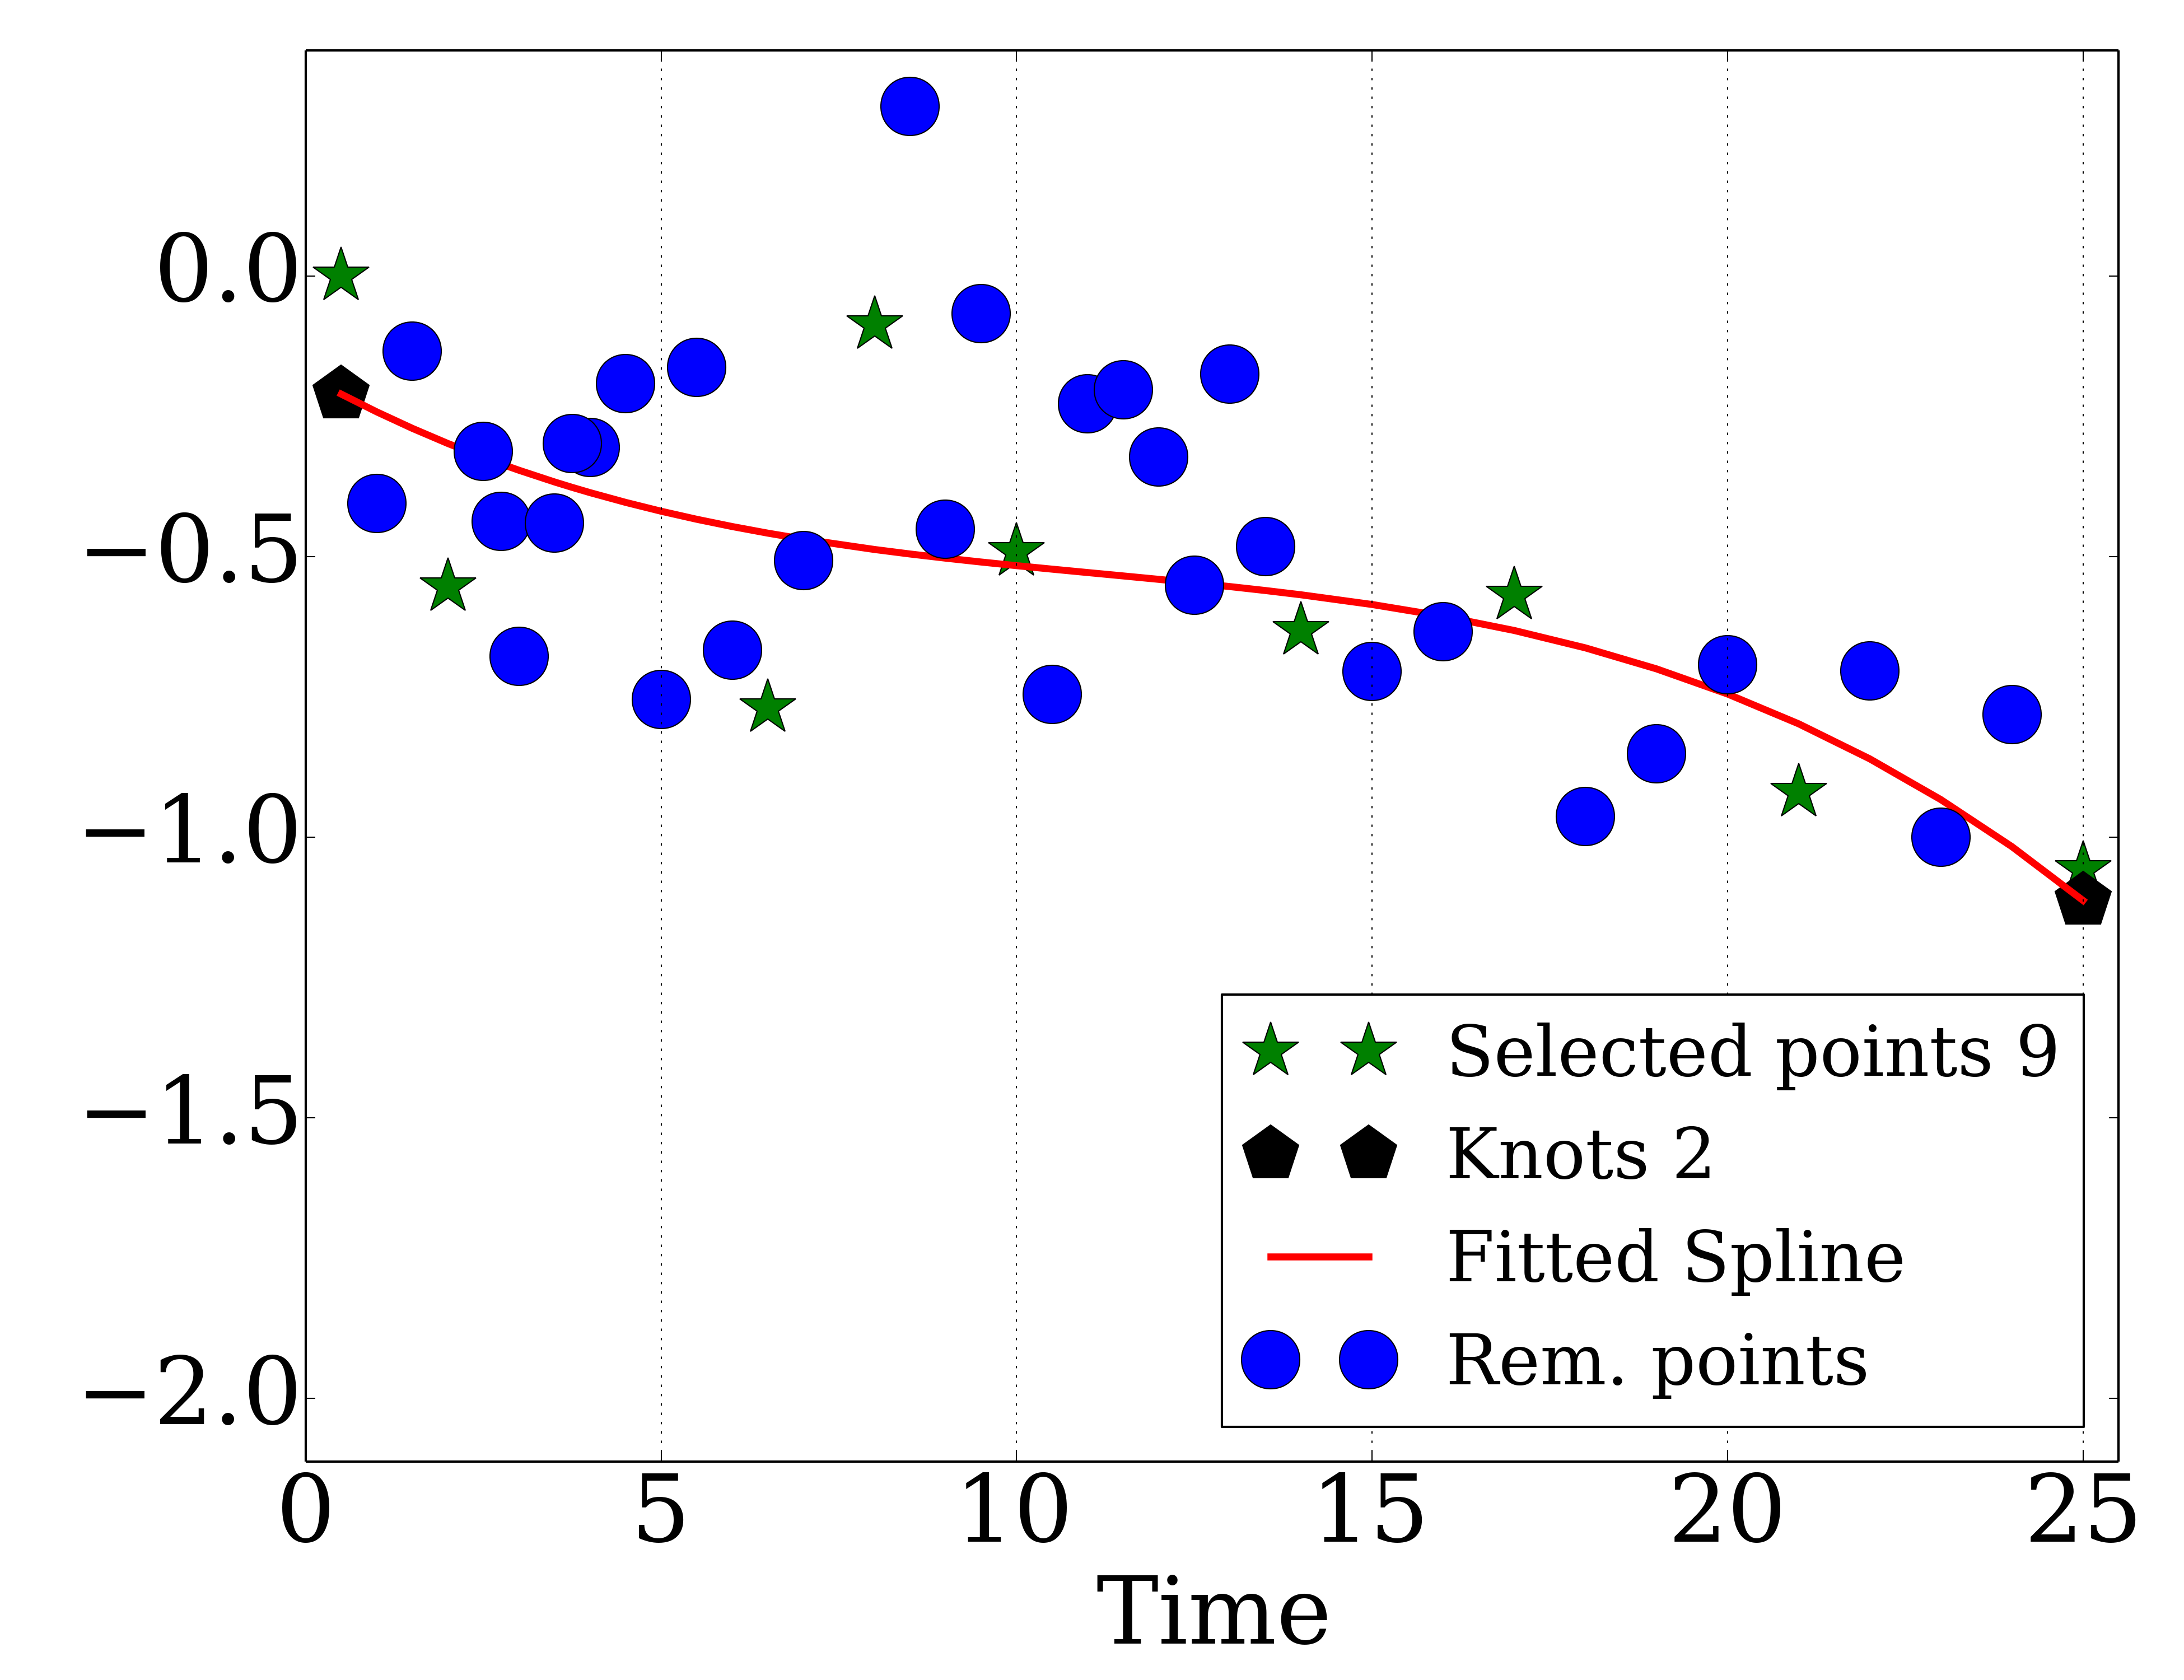 0.0
−0.5
−1.0
−1.5
−2.0
0 5 10 15 20 25
Time
Selected points 9
Knots 2
Fitted Spline
Rem. points